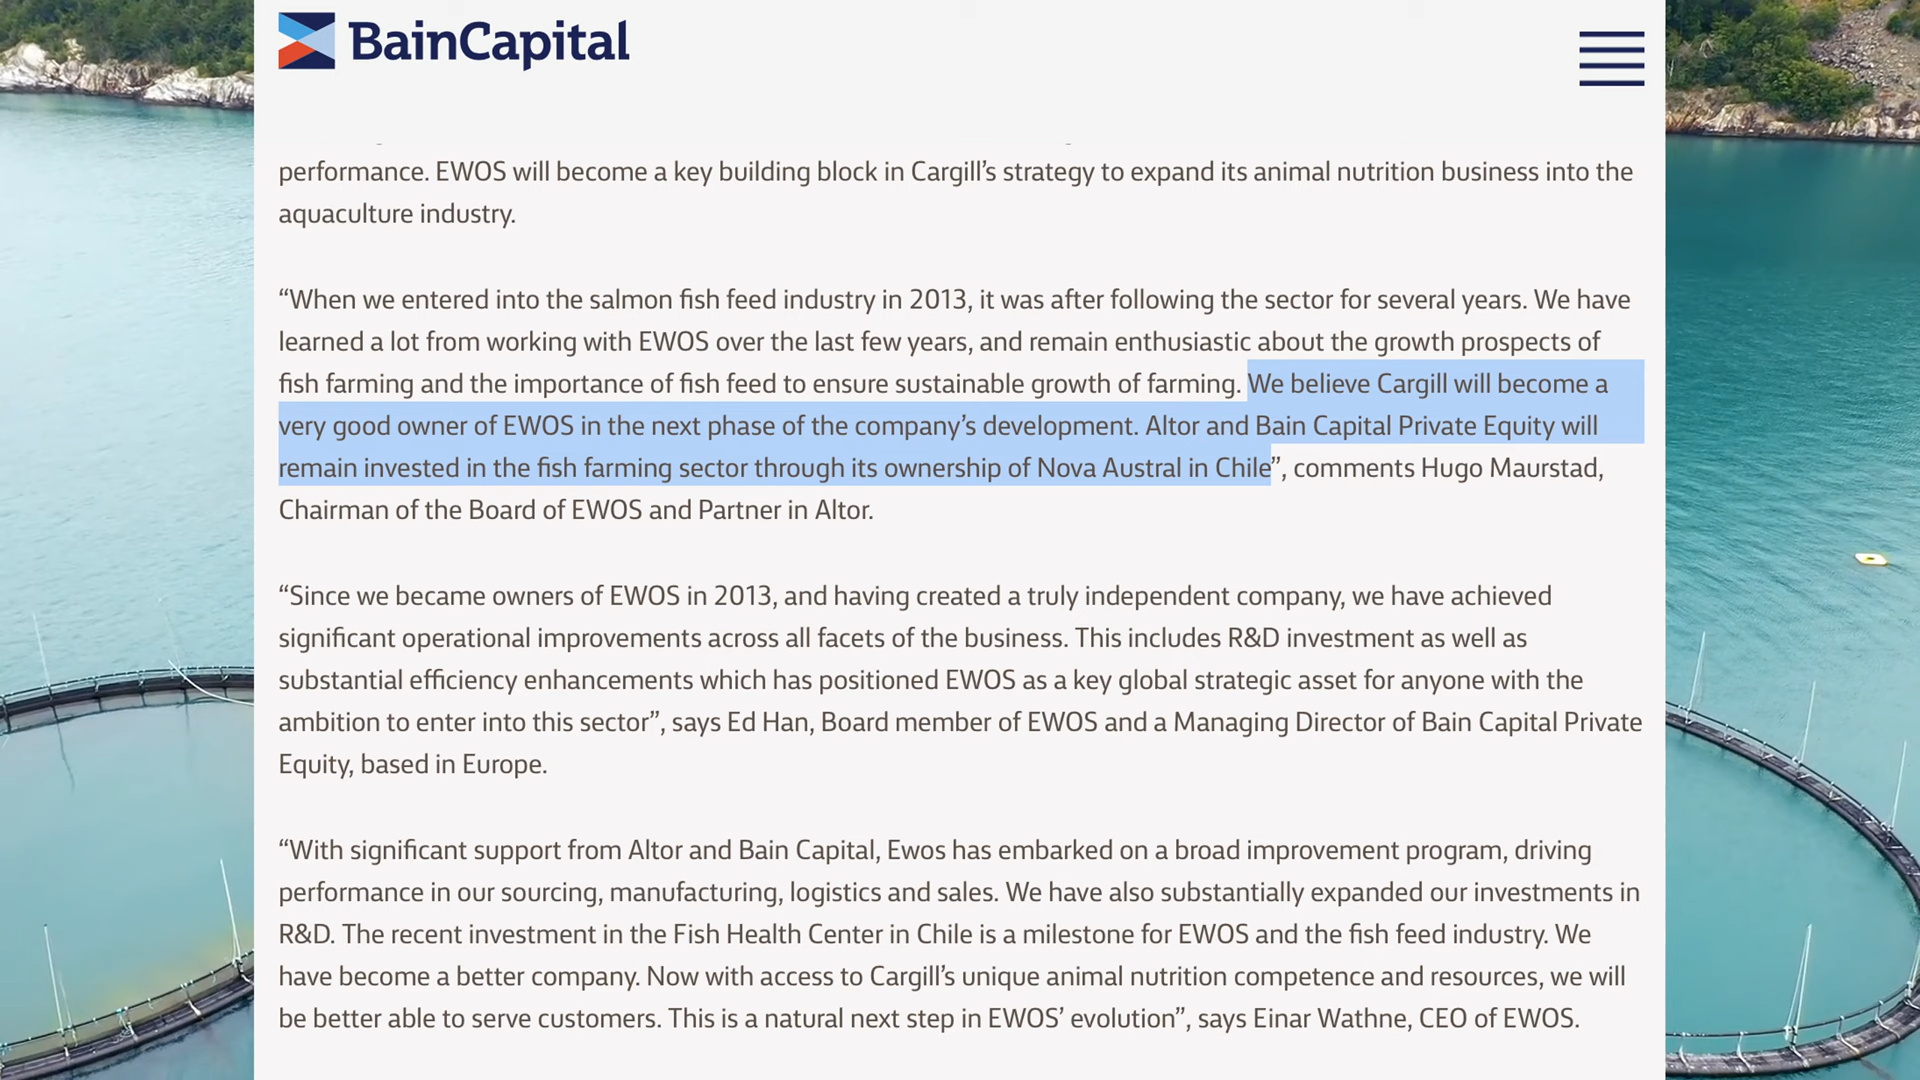 BainCapital
performance. EWOS will become a key building block in Cargill’s strategy to expand its animal nutrition business into the
aquaculture industry.
“When we entered into the salmon fish feed industry in 2013, it was after following the sector for several years. We have
learned a lot from working with EWOS over the last few years, and remain enthusiastic about the growth prospects of
fish farming and the importance of fish feed to ensure sustainable growth of farming. We believe Cargill will become a
very good owner of EWOS in the next phase of the company’s development. Altor and Bain Capital Private Equity will
remain invested in the fish farming sector through its ownership of Nova Austral in Chile”, comments Hugo Maurstad,
Chairman of the Board of EWOS and Partner in Altor.
“Since we became owners of EWOS in 2013, and having created a truly independent company, we have achieved
significant operational improvements across all facets of the business. This includes R&D investment as well as
substantial efficiency enhancements which has positioned EWOS as a key global strategic asset for anyone with the
ambition to enter into this sector”, says Ed Han, Board member of EWOS and a Managing Director of Bain Capital Private
Equity, based in Europe.
“With significant support from Altor and Bain Capital, Ewos has embarked on a broad improvement program, driving
performance in our sourcing, manufacturing, logistics and sales. We have also substantially expanded our investments in
R&D. The recent investment in the Fish Health Center in Chile is a milestone for EWOS and the fish feed industry. We
have become a better company. Now with access to Cargill’s unique animal nutrition competence and resources, we will
be better able to serve customers. This is a natural next step in EWOS’ evolution”, says Einar Wathne, CEO of EWOS.